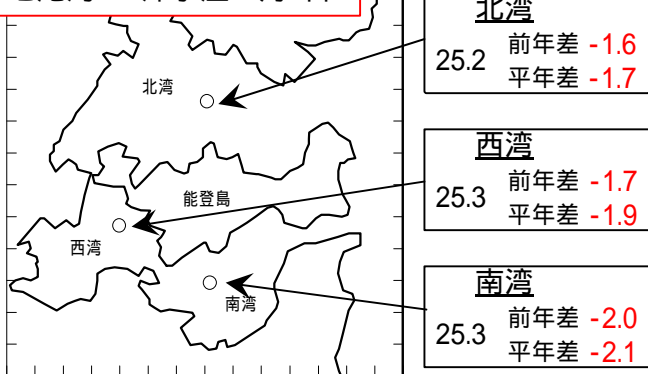 北湾
25.2 前年差 -1.6
平年差 -1.7
西湾
25.3 前年差 -1.7
平年差 -1.9
南湾
25.3 前年差 -2.0
平年差 -2.1
北湾
能登島
西湾
南湾